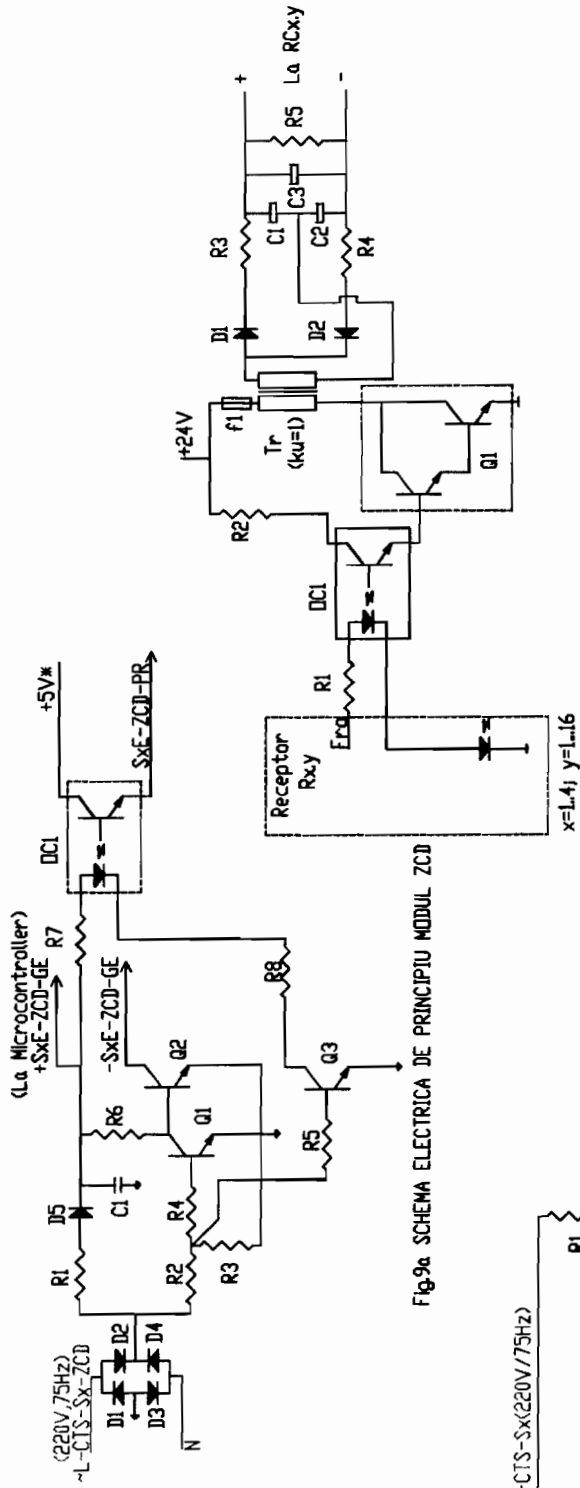 (220V,75Hz)
~L-CTS-Sx-ZCD
D1
D2
D3
D4
N
R1
D5
C1
R2
R4
R3
R6
Q1
Q2
(La Microcontroller)
+SxE-ZCD-GE
-SxE-ZCD-GE
R5
Q3
R8
R7
DC1
+5V*
SxE-ZCD-PR
Fig.9a SCHEMA ELECTRICA DE PRINCIPIU MODUL ZCD
Receptor
Rx.y
Fra
x=1..4; y=1..16
R1
DC1
R2
+24V
f1
Tr
(ku=1)
Q1
D1
D2
R3
R4
C1
C2
C3
R5
+
La RCx.y
-
-CTS-Sx(220V/75Hz)
R1